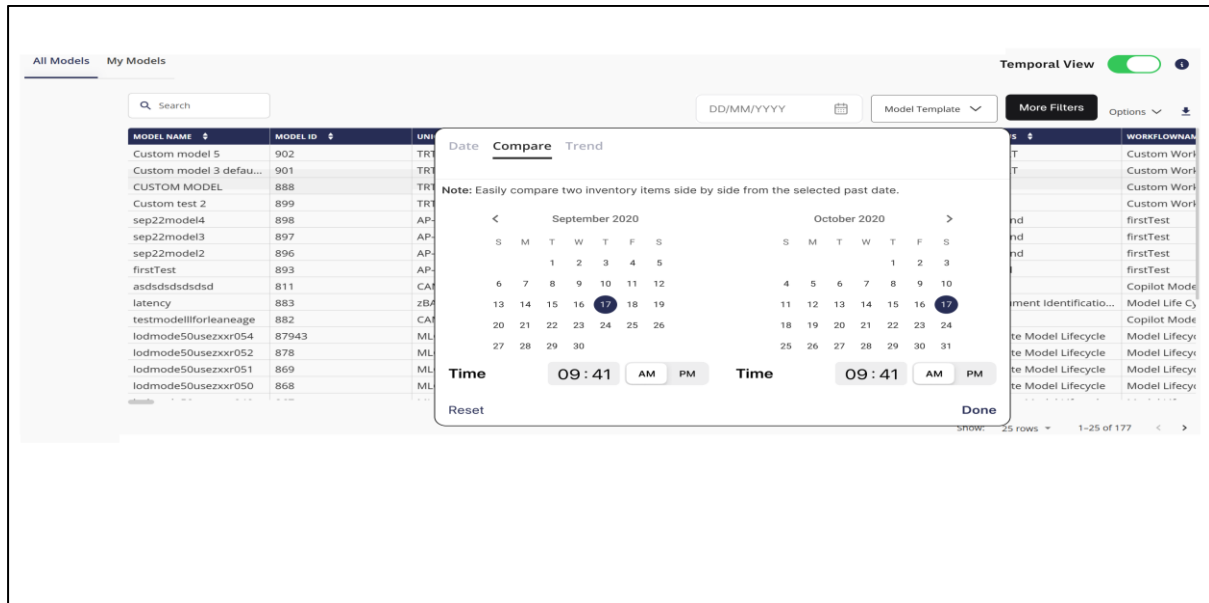 All Models My Models
Temporal View
Search
DD/MM/YYYY
Model Template
More Filters
Options
MODEL NAME MODEL ID WORKFLOWNAM
Custom model 5 902 TRT Custom Work
Custom model 3 defau... 901 TRT Custom Work
CUSTOM MODEL 888 TRT Custom Work
Custom test 2 899 TRT Custom Work
sep22model4 898 AP- nd firstTest
sep22model3 897 AP- nd firstTest
sep22model2 896 AP- nd firstTest
firstTest 893 AP- firstTest
asdsdsdsdsd 811 CAM Copilot Mode
latency 883 zBA ment Identificatio... Model Life Cy
testmodelllforleaneage 882 CAM Copilot Mode
lodmode50usezxxr054 87943 ML te Model Lifecycle Model Lifecyc
lodmode50usezxxr052 878 ML te Model Lifecycle Model Lifecyc
lodmode50usezxxr051 869 ML te Model Lifecycle Model Lifecyc
lodmode50usezxxr050 868 ML te Model Lifecycle Model Lifecyc
Date Compare Trend
Note: Easily compare two inventory items side by side from the selected past date.
September 2020 October 2020
S M T W T F S S M T W T F S
1 2 3 4 5 1 2 3
6 7 8 9 10 11 12 4 5 6 7 8 9 10
13 14 15 16 17 18 19 11 12 13 14 15 16 17
20 21 22 23 24 25 26 18 19 20 21 22 23 24
27 28 29 30 25 26 27 28 29 30 31
Time 09:41 AM PM Time 09:41 AM PM
Reset Done
Show: 25 rows 1–25 of 177